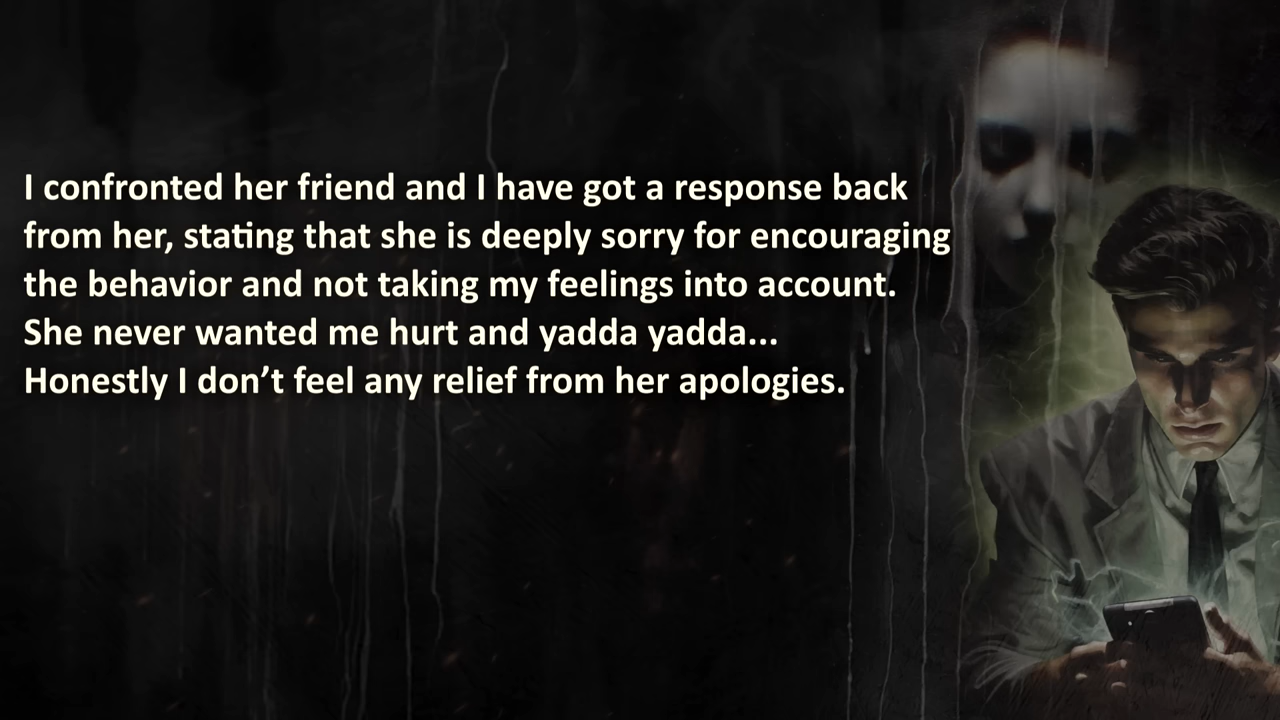 I confronted her friend and I have got a response back
from her, stating that she is deeply sorry for encouraging
the behavior and not taking my feelings into account.
She never wanted me hurt and yadda yadda...
Honestly I don’t feel any relief from her apologies.